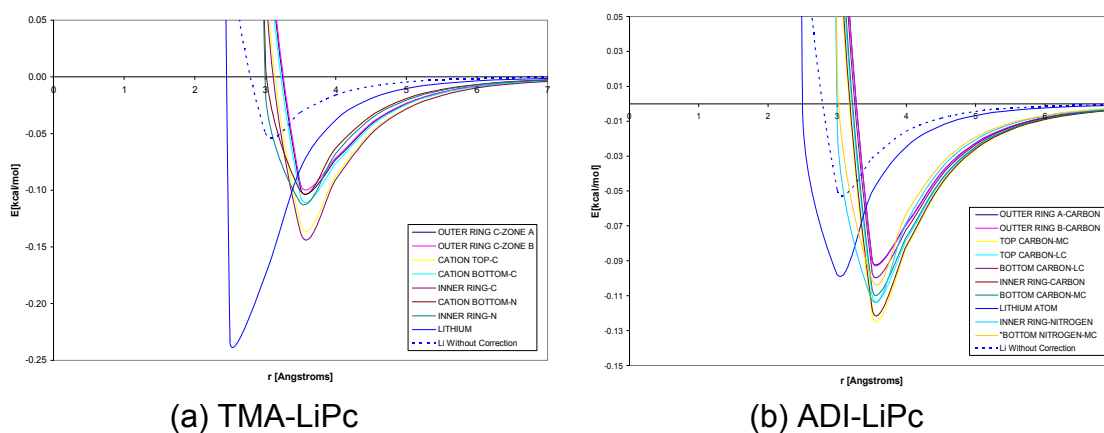 0.05
0.00
-0.05
-0.10
-0.15
-0.20
-0.25
0
1
2
3
4
5
6
7
E[kcal/mol]
r [Angstroms]
OUTER RING C-ZONE A
OUTER RING C-ZONE B
CATION TOP-C
CATION BOTTOM-C
INNER RING-C
CATION BOTTOM-N
INNER RING-N
LITHIUM
Li Without Correction
(a) TMA-LiPc
0.05
0.03
0.01
-0.01
-0.03
-0.05
-0.07
-0.09
-0.11
-0.13
-0.15
0
1
2
3
4
5
6
E[kcal/mol]
r [Angstroms]
OUTTER RING A-CARBON
OUTTER RING B-CARBON
TOP CARBON-MC
TOP CARBON-LC
BOTTOM CARBON-LC
INNER RING-CARBON
BOTTOM CARBON-MC
LITHIUM ATOM
INNER RING-NITROGEN
"BOTTOM NITROGEN-MC
Li Without Correction
(b) ADI-LiPc